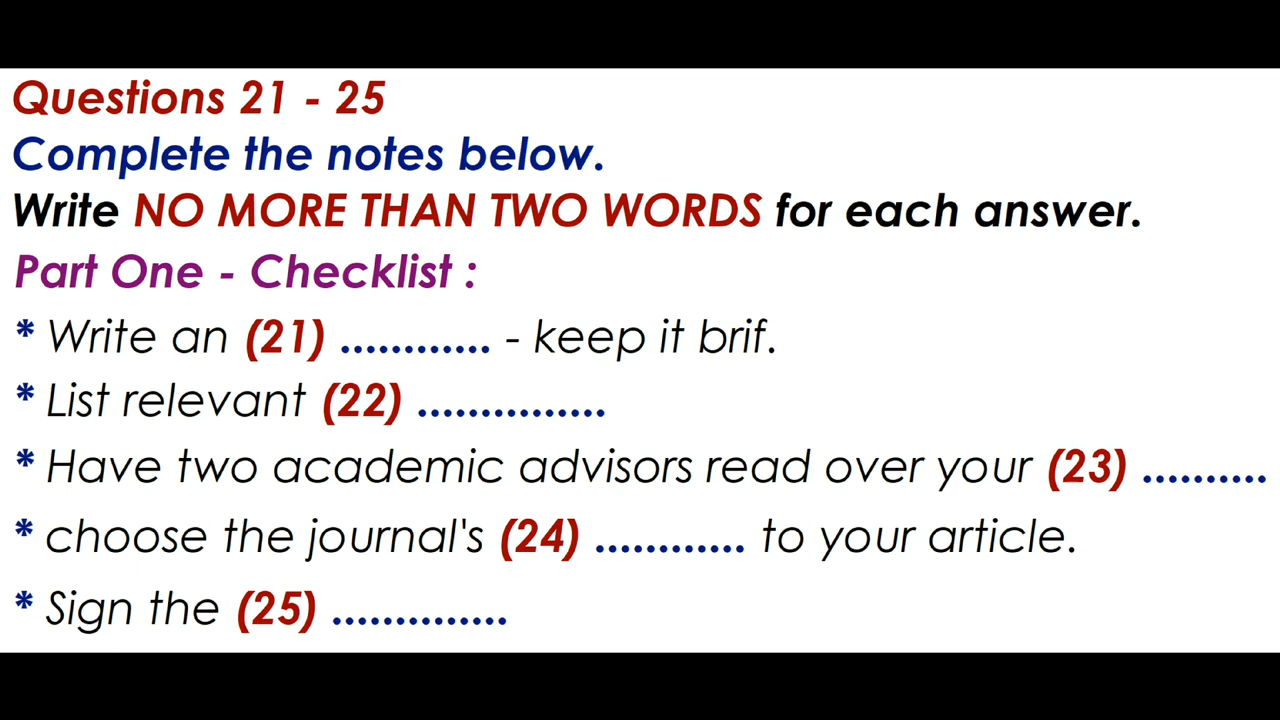 Questions 21 - 25
Complete the notes below.
Write NO MORE THAN TWO WORDS for each answer.
Part One - Checklist :
* Write an (21) ............ - keep it brif.
* List relevant (22) ...............
* Have two academic advisors read over your (23) ..........
* choose the journal's (24) ............ to your article.
* Sign the (25) ..............